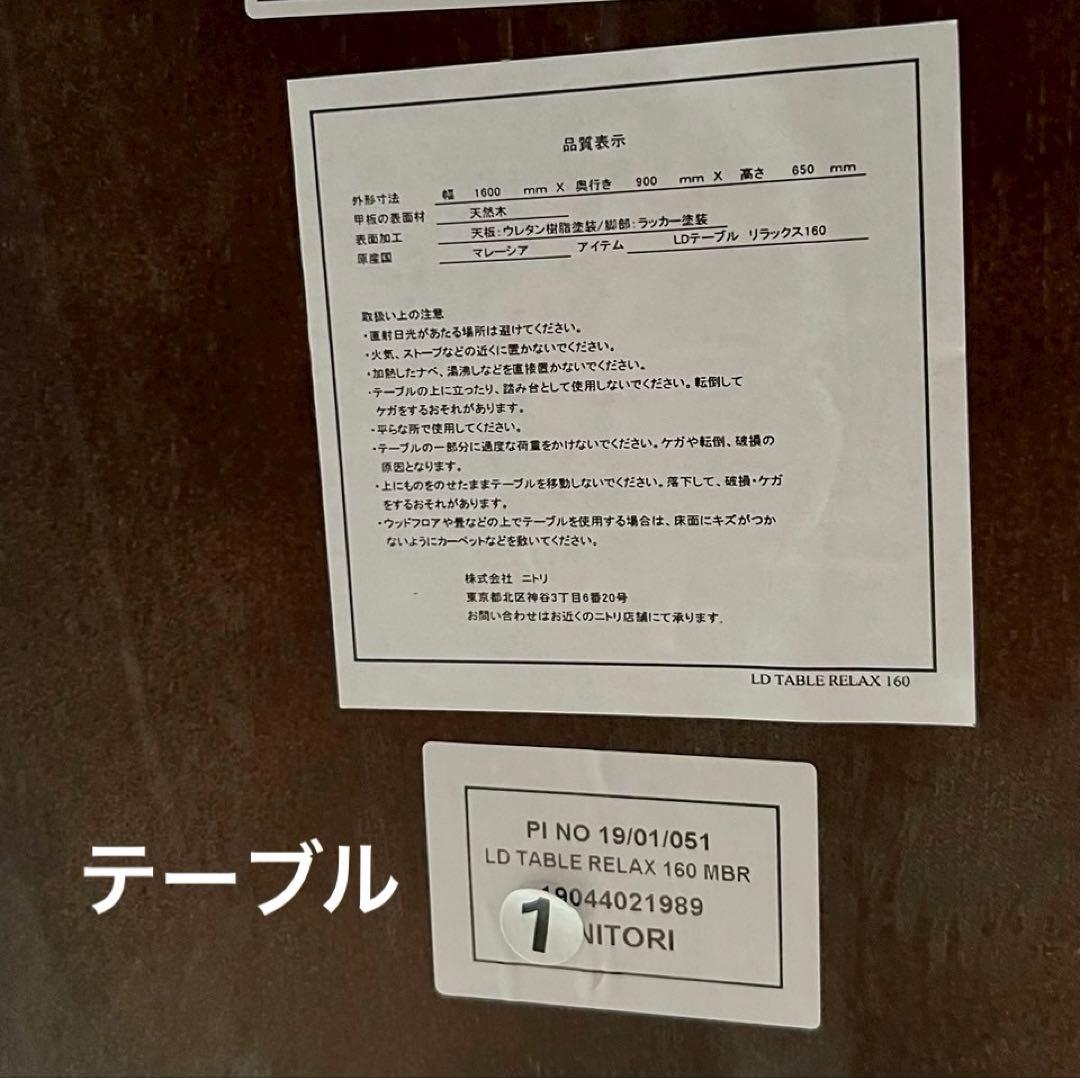 品質表示
外形寸法 幅 1600 mm X 奥行き 900 mm X 高さ 650 mm
甲板の表面材 天然木
表面加工 天板:ウレタン樹脂塗装/脚部:ラッカー塗装
原産国 マレーシア アイテム LDテーブル リラックス160
取扱い上の注意
・直射日光があたる場所は避けてください。
・火気、ストーブなどの近くに置かないでください。
・加熱したナベ、湯沸しなどを直接置かないでください。
・テーブルの上に立ったり、踏み台として使用しないでください。転倒して
ケガをするおそれがあります。
・平らな所で使用してください。
・テーブルの一部分に過度な荷重をかけないでください。ケガや転倒、破損の
原因となります。
・上にものをのせたままテーブルを移動しないでください。落下して、破損・ケガ
をするおそれがあります。
・ウッドフロアや畳などの上でテーブルを使用する場合は、床面にキズがつか
ないようにカーペットなどを敷いてください。
株式会社 ニトリ
東京都北区神谷3丁目6番20号
お問い合わせはお近くのニトリ店舗にて承ります.
LD TABLE RELAX 160
PI NO 19/01/051
LD TABLE RELAX 160 MBR
19044021989
1
NITORI
テーブル